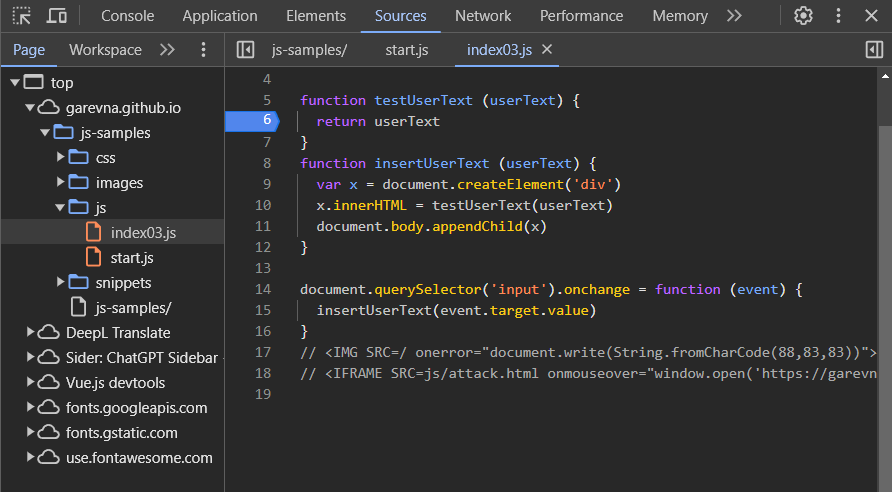 Console Application Elements Sources Network Performance Memory
Page Workspace
js-samples/ start.js index03.js
top
garevna.github.io
js-samples
css
images
js
index03.js
start.js
snippets
js-samples/
DeepL Translate
Sider: ChatGPT Sidebar
Vue.js devtools
fonts.googleapis.com
fonts.gstatic.com
use.fontawesome.com
4
5 function testUserText (userText) {
6 return userText
7 }
8 function insertUserText (userText) {
9 var x = document.createElement('div')
10 x.innerHTML = testUserText(userText)
11 document.body.appendChild(x)
12 }
13
14 document.querySelector('input').onchange = function (event) {
15 insertUserText(event.target.value)
16 }
17 // <IMG SRC=/ onerror="document.write(String.fromCharCode(88,83,83))">
18 // <IFRAME SRC=js/attack.html onmouseover="window.open('https://garevn
19